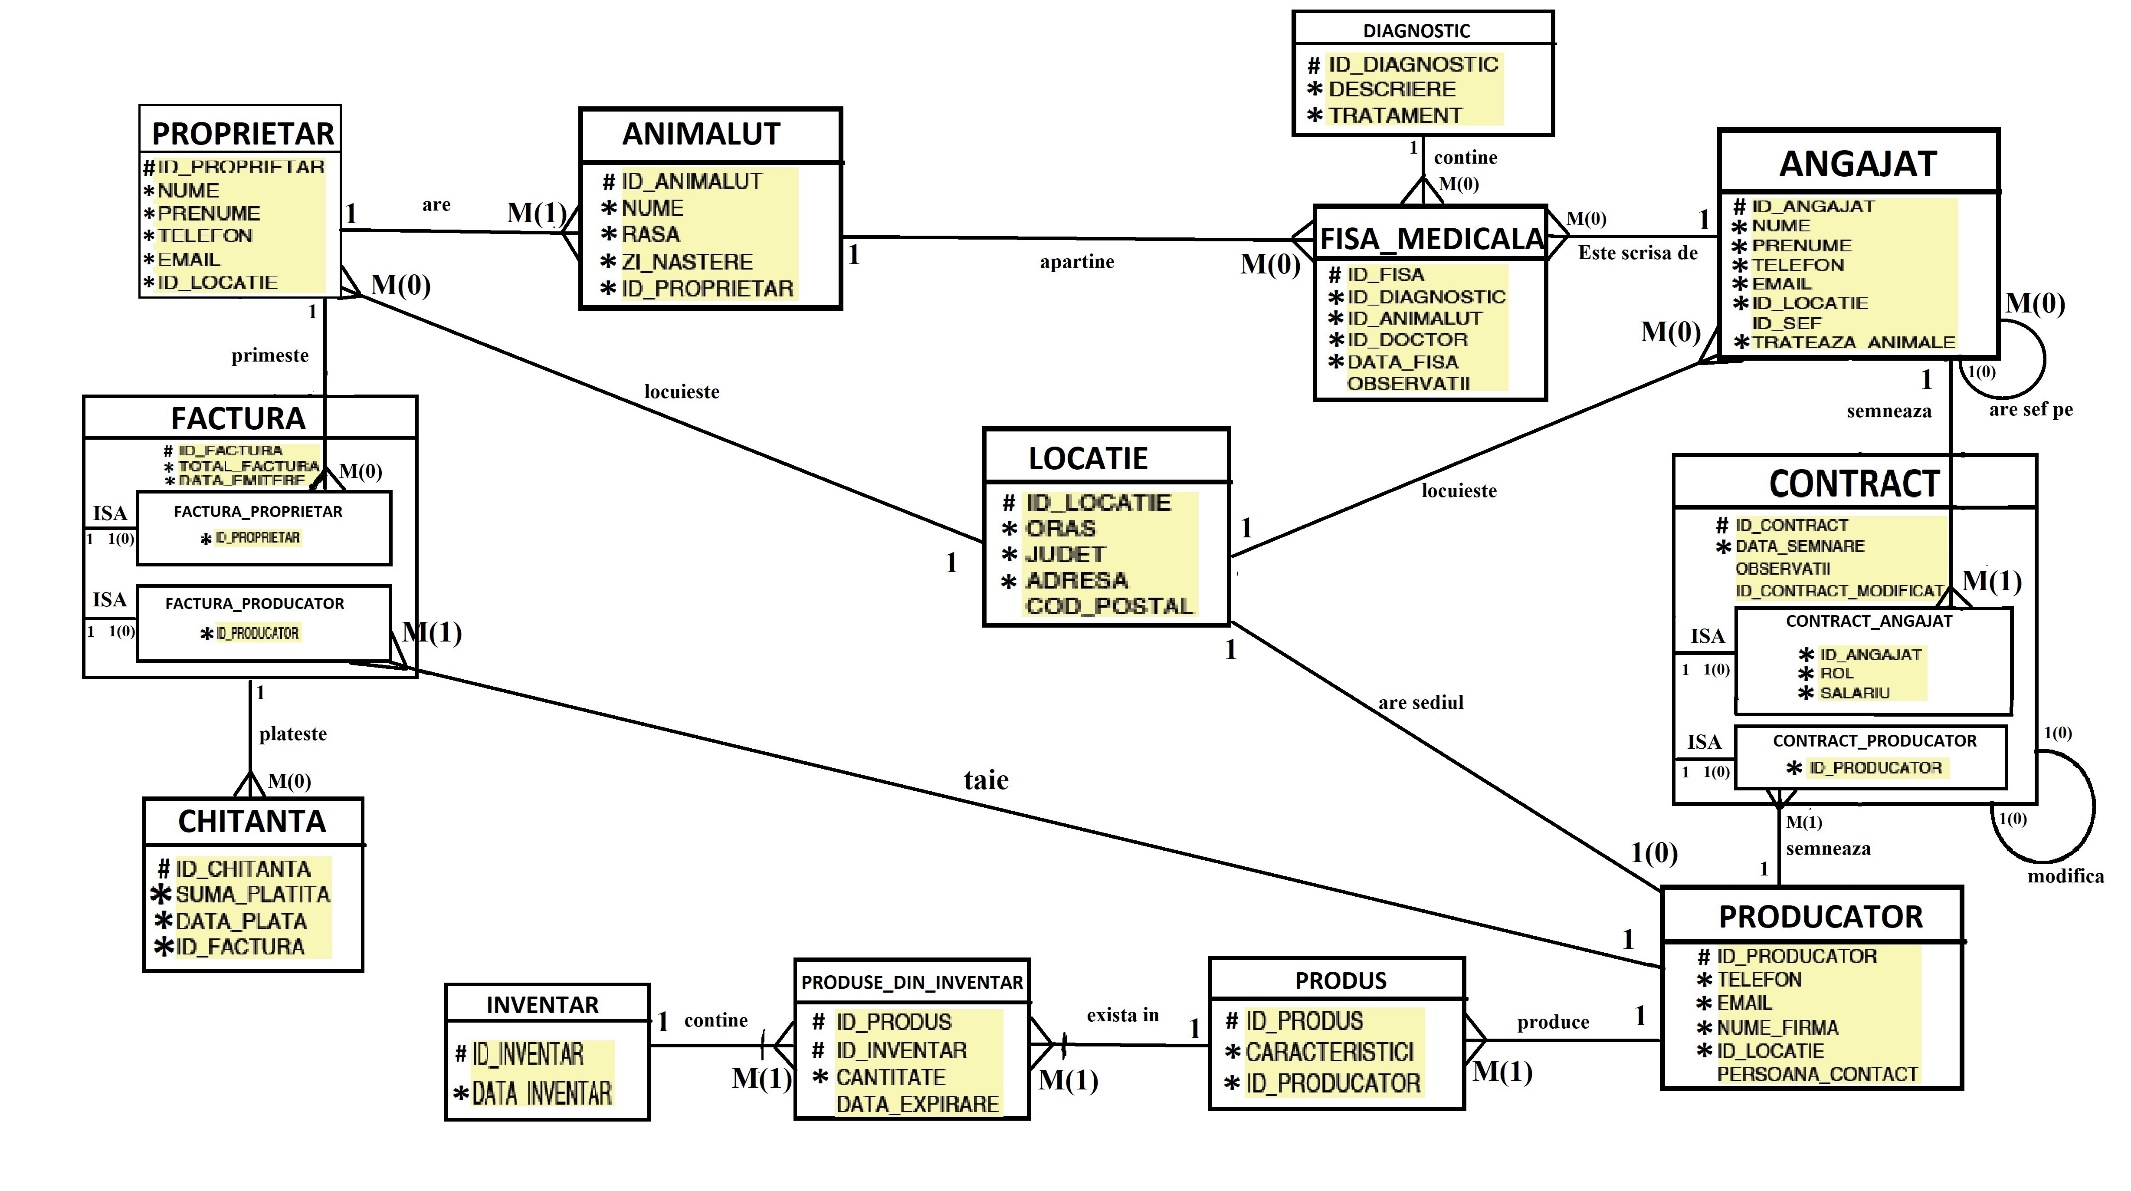 DIAGNOSTIC
# ID_DIAGNOSTIC
* DESCRIERE
* TRATAMENT
1 contine
M(0)
PROPRIETAR
#ID_PROPRIETAR
*NUME
*PRENUME
*TELEFON
*EMAIL
*ID_LOCATIE
1 are M(1)
M(0)
ANIMALUT
# ID_ANIMALUT
* NUME
* RASA
* ZI_NASTERE
* ID_PROPRIETAR
1 apartine M(0)
FISA_MEDICALA
# ID_FISA
*ID_DIAGNOSTIC
*ID_ANIMALUT
*ID_DOCTOR
*DATA_FISA
OBSERVATII
M(0) 1
Este scrisa de
ANGAJAT
# ID_ANGAJAT
* NUME
* PRENUME
* TELEFON
* EMAIL
*ID_LOCATIE
ID_SEF
*TRATEAZA_ANIMALE
M(0)
1(0)
are sef pe
M(0)
1
semneaza
1
primeste
locuieste
FACTURA
# ID_FACTURA
* TOTAL_FACTURA
* DATA_EMITERE
M(0)
ISA
1 1(0)
FACTURA_PROPRIETAR
*ID_PROPRIETAR
ISA
1 1(0)
FACTURA_PRODUCATOR
*ID_PRODUCATOR
M(1)
LOCATIE
# ID_LOCATIE
* ORAS
* JUDET
* ADRESA
COD_POSTAL
1
1
locuieste
1
are sediul
CONTRACT
# ID_CONTRACT
* DATA_SEMNARE
OBSERVATII
ID_CONTRACT_MODIFICAT
M(1)
ISA
1 1(0)
CONTRACT_ANGAJAT
* ID_ANGAJAT
* ROL
* SALARIU
ISA
1 1(0)
CONTRACT_PRODUCATOR
* ID_PRODUCATOR
1(0)
1(0)
modifica
M(1)
semneaza
1
1
plateste
M(0)
taie
CHITANTA
# ID_CHITANTA
*SUMA_PLATITA
*DATA_PLATA
*ID_FACTURA
1(0)
1
PRODUCATOR
# ID_PRODUCATOR
* TELEFON
* EMAIL
* NUME_FIRMA
* ID_LOCATIE
PERSOANA_CONTACT
INVENTAR
# ID_INVENTAR
*DATA INVENTAR
1 contine
M(1)
PRODUSE_DIN_INVENTAR
# ID_PRODUS
# ID_INVENTAR
* CANTITATE
DATA_EXPIRARE
exista in 1
M(1)
PRODUS
# ID_PRODUS
* CARACTERISTICI
* ID_PRODUCATOR
produce 1
M(1)